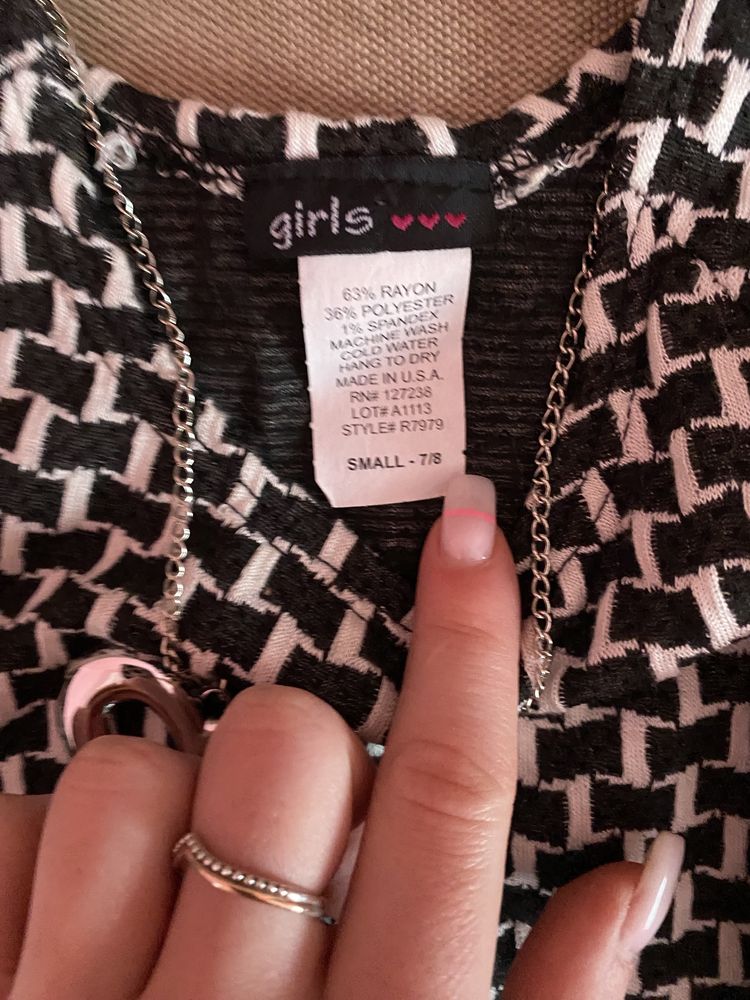 girls
63% RAYON
36% POLYESTER
1% SPANDEX
MACHINE WASH
COLD WATER
HANG TO DRY
MADE IN U.S.A.
RN# 127238
LOT# A1113
STYLE# R7979
SMALL - 7/8